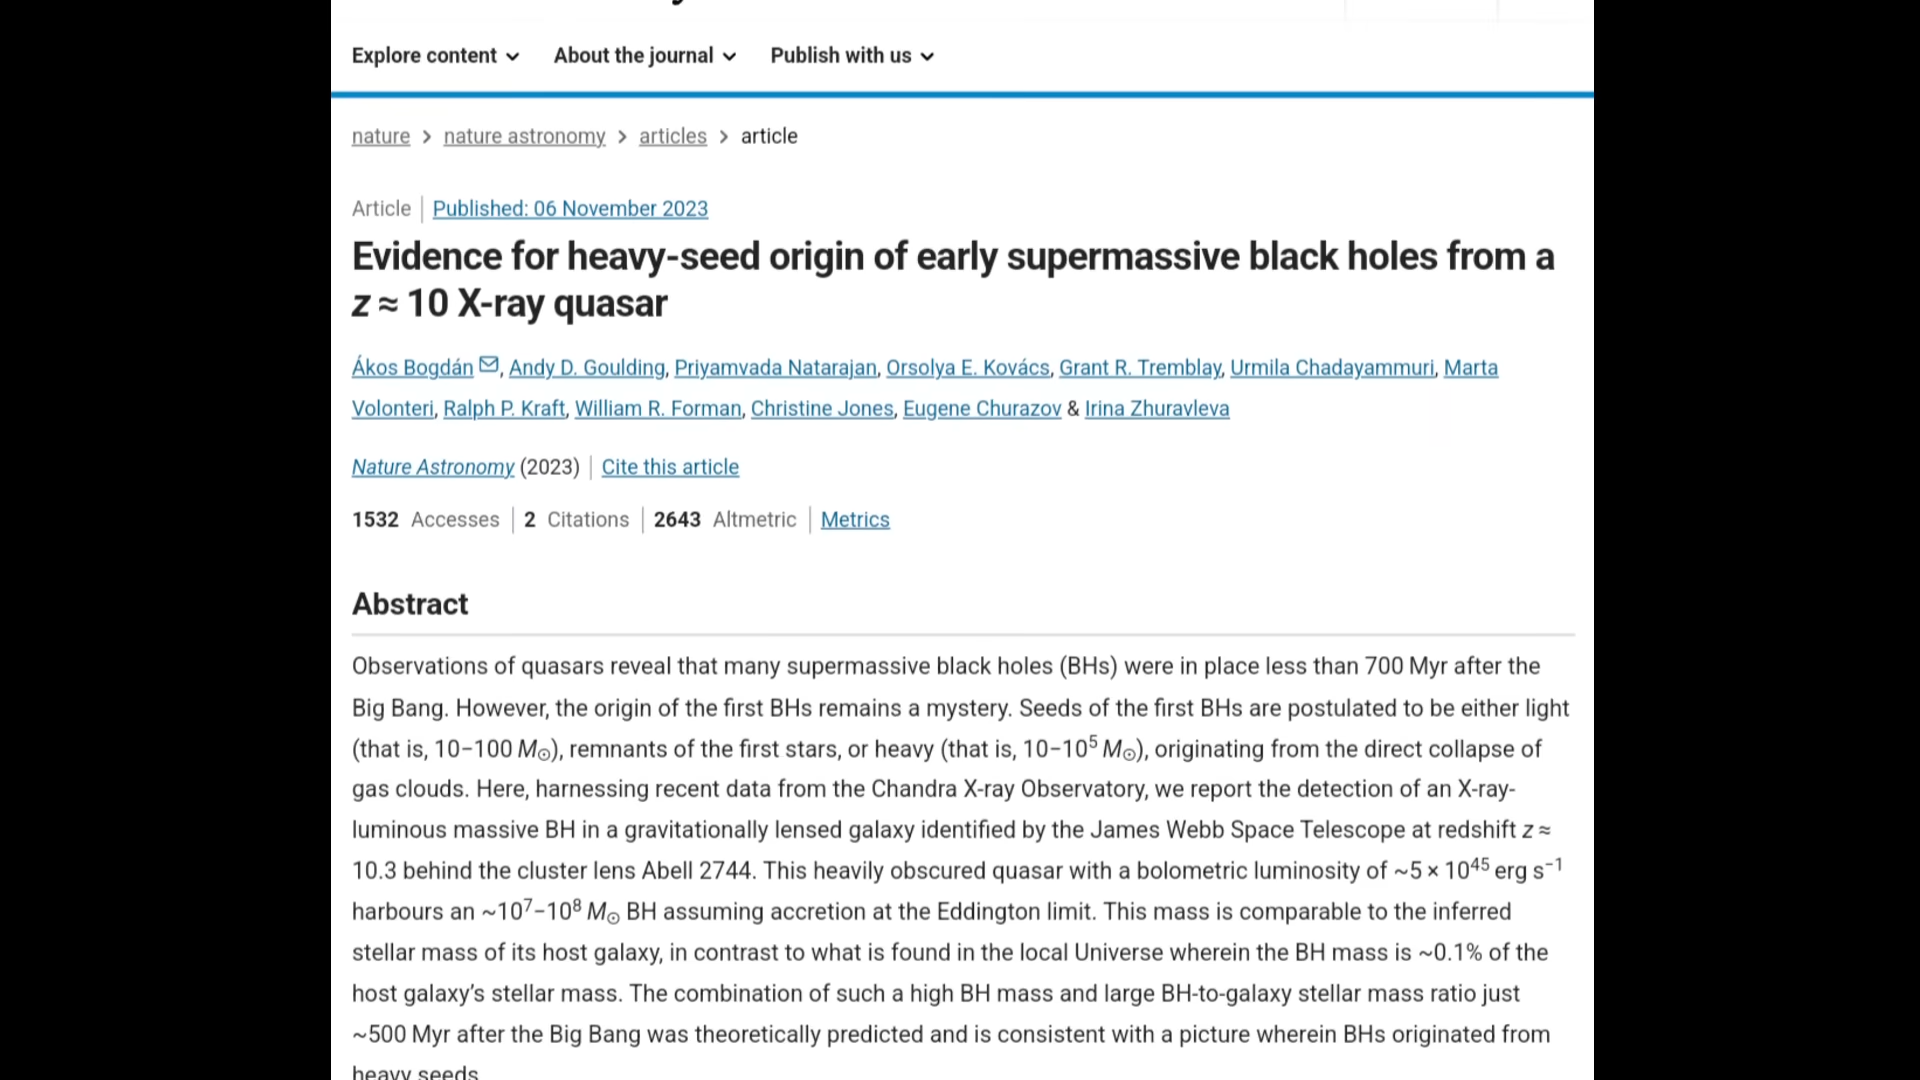 Explore content
About the journal
Publish with us
nature > nature astronomy > articles > article
Article | Published: 06 November 2023
Evidence for heavy-seed origin of early supermassive black holes from a
z ≈ 10 X-ray quasar
Ákos Bogdán, Andy D. Goulding, Priyamvada Natarajan, Orsolya E. Kovács, Grant R. Tremblay, Urmila Chadayammuri, Marta
Volonteri, Ralph P. Kraft, William R. Forman, Christine Jones, Eugene Churazov & Irina Zhuravleva
Nature Astronomy (2023) | Cite this article
1532 Accesses | 2 Citations | 2643 Altmetric | Metrics
Abstract
Observations of quasars reveal that many supermassive black holes (BHs) were in place less than 700 Myr after the
Big Bang. However, the origin of the first BHs remains a mystery. Seeds of the first BHs are postulated to be either light
(that is, 10−100 M⊙), remnants of the first stars, or heavy (that is, 10−10⁵ M⊙), originating from the direct collapse of
gas clouds. Here, harnessing recent data from the Chandra X-ray Observatory, we report the detection of an X-ray-
luminous massive BH in a gravitationally lensed galaxy identified by the James Webb Space Telescope at redshift z ≈
10.3 behind the cluster lens Abell 2744. This heavily obscured quasar with a bolometric luminosity of ~5 × 10⁴⁵ erg s⁻¹
harbours an ~10⁷−10⁸ M⊙ BH assuming accretion at the Eddington limit. This mass is comparable to the inferred
stellar mass of its host galaxy, in contrast to what is found in the local Universe wherein the BH mass is ~0.1% of the
host galaxy’s stellar mass. The combination of such a high BH mass and large BH-to-galaxy stellar mass ratio just
~500 Myr after the Big Bang was theoretically predicted and is consistent with a picture wherein BHs originated from
heavy seeds.